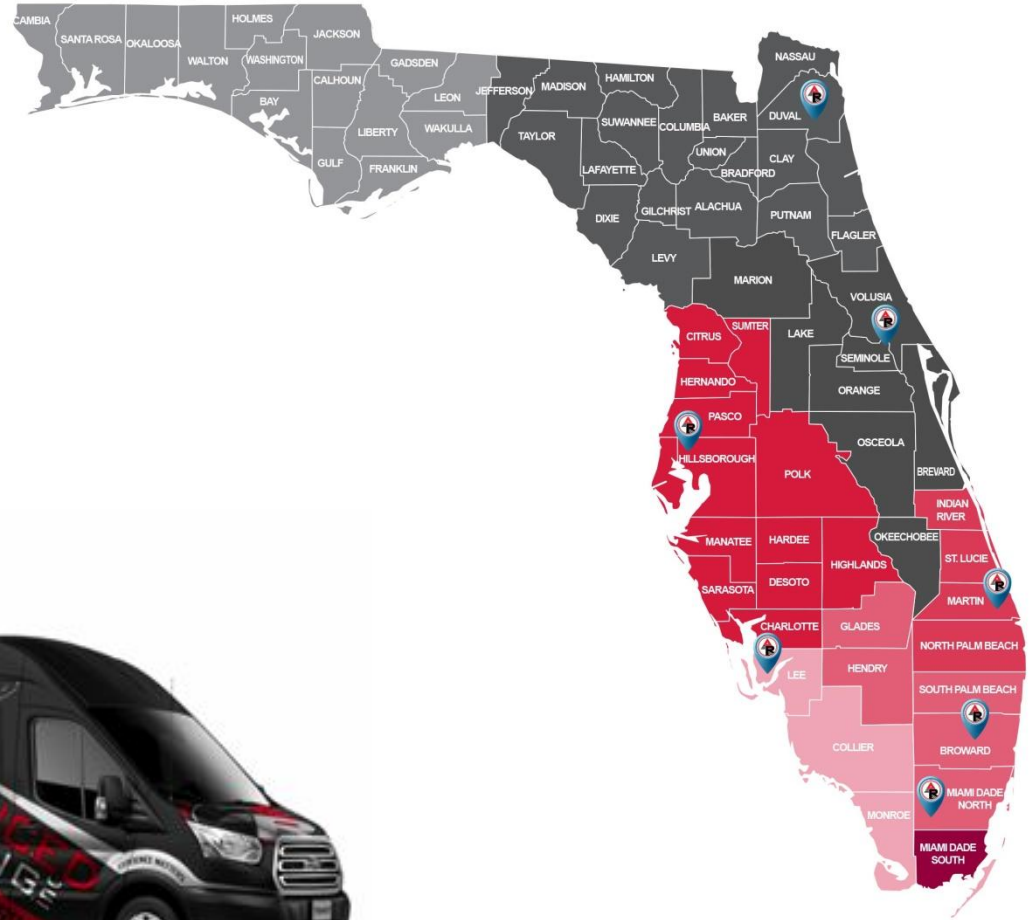 CAMBIA
SANTA ROSA
OKALOOSA
WALTON
HOLMES
WASHINGTON
JACKSON
BAY
CALHOUN
GULF
GADSDEN
LIBERTY
LEON
WAKULLA
FRANKLIN
JEFFERSON
MADISON
TAYLOR
HAMILTON
SUWANNEE
LAFAYETTE
COLUMBIA
BAKER
UNION
BRADFORD
NASSAU
DUVAL
R
CLAY
DIXIE
GILCHRIST
ALACHUA
PUTNAM
FLAGLER
LEVY
MARION
VOLUSIA
R
LAKE
SEMINOLE
ORANGE
CITRUS
SUMTER
HERNANDO
PASCO
R
HILLSBOROUGH
POLK
OSCEOLA
BREVARD
INDIAN
RIVER
MANATEE
HARDEE
HIGHLANDS
OKEECHOBEE
ST. LUCIE
R
SARASOTA
DESOTO
MARTIN
CHARLOTTE
R
GLADES
NORTH PALM BEACH
LEE
HENDRY
SOUTH PALM BEACH
R
COLLIER
BROWARD
R
MIAMI DADE
NORTH
MONROE
MIAMI DADE
SOUTH